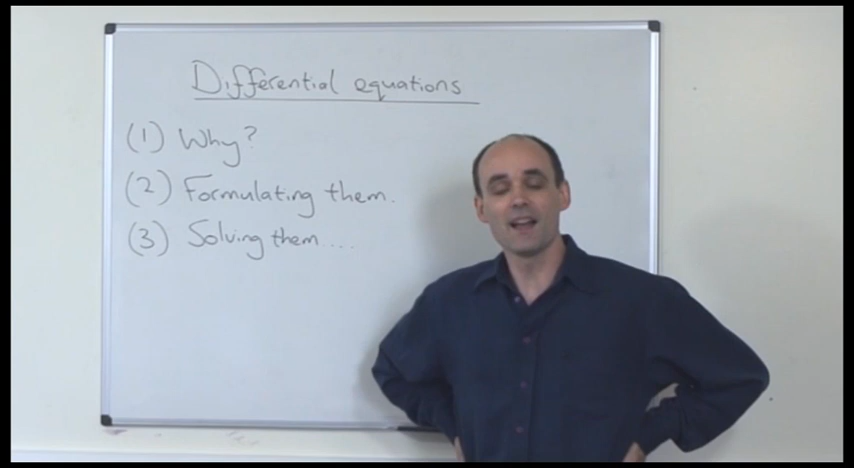 Differential equations
(1) Why?
(2) Formulating them.
(3) Solving them....